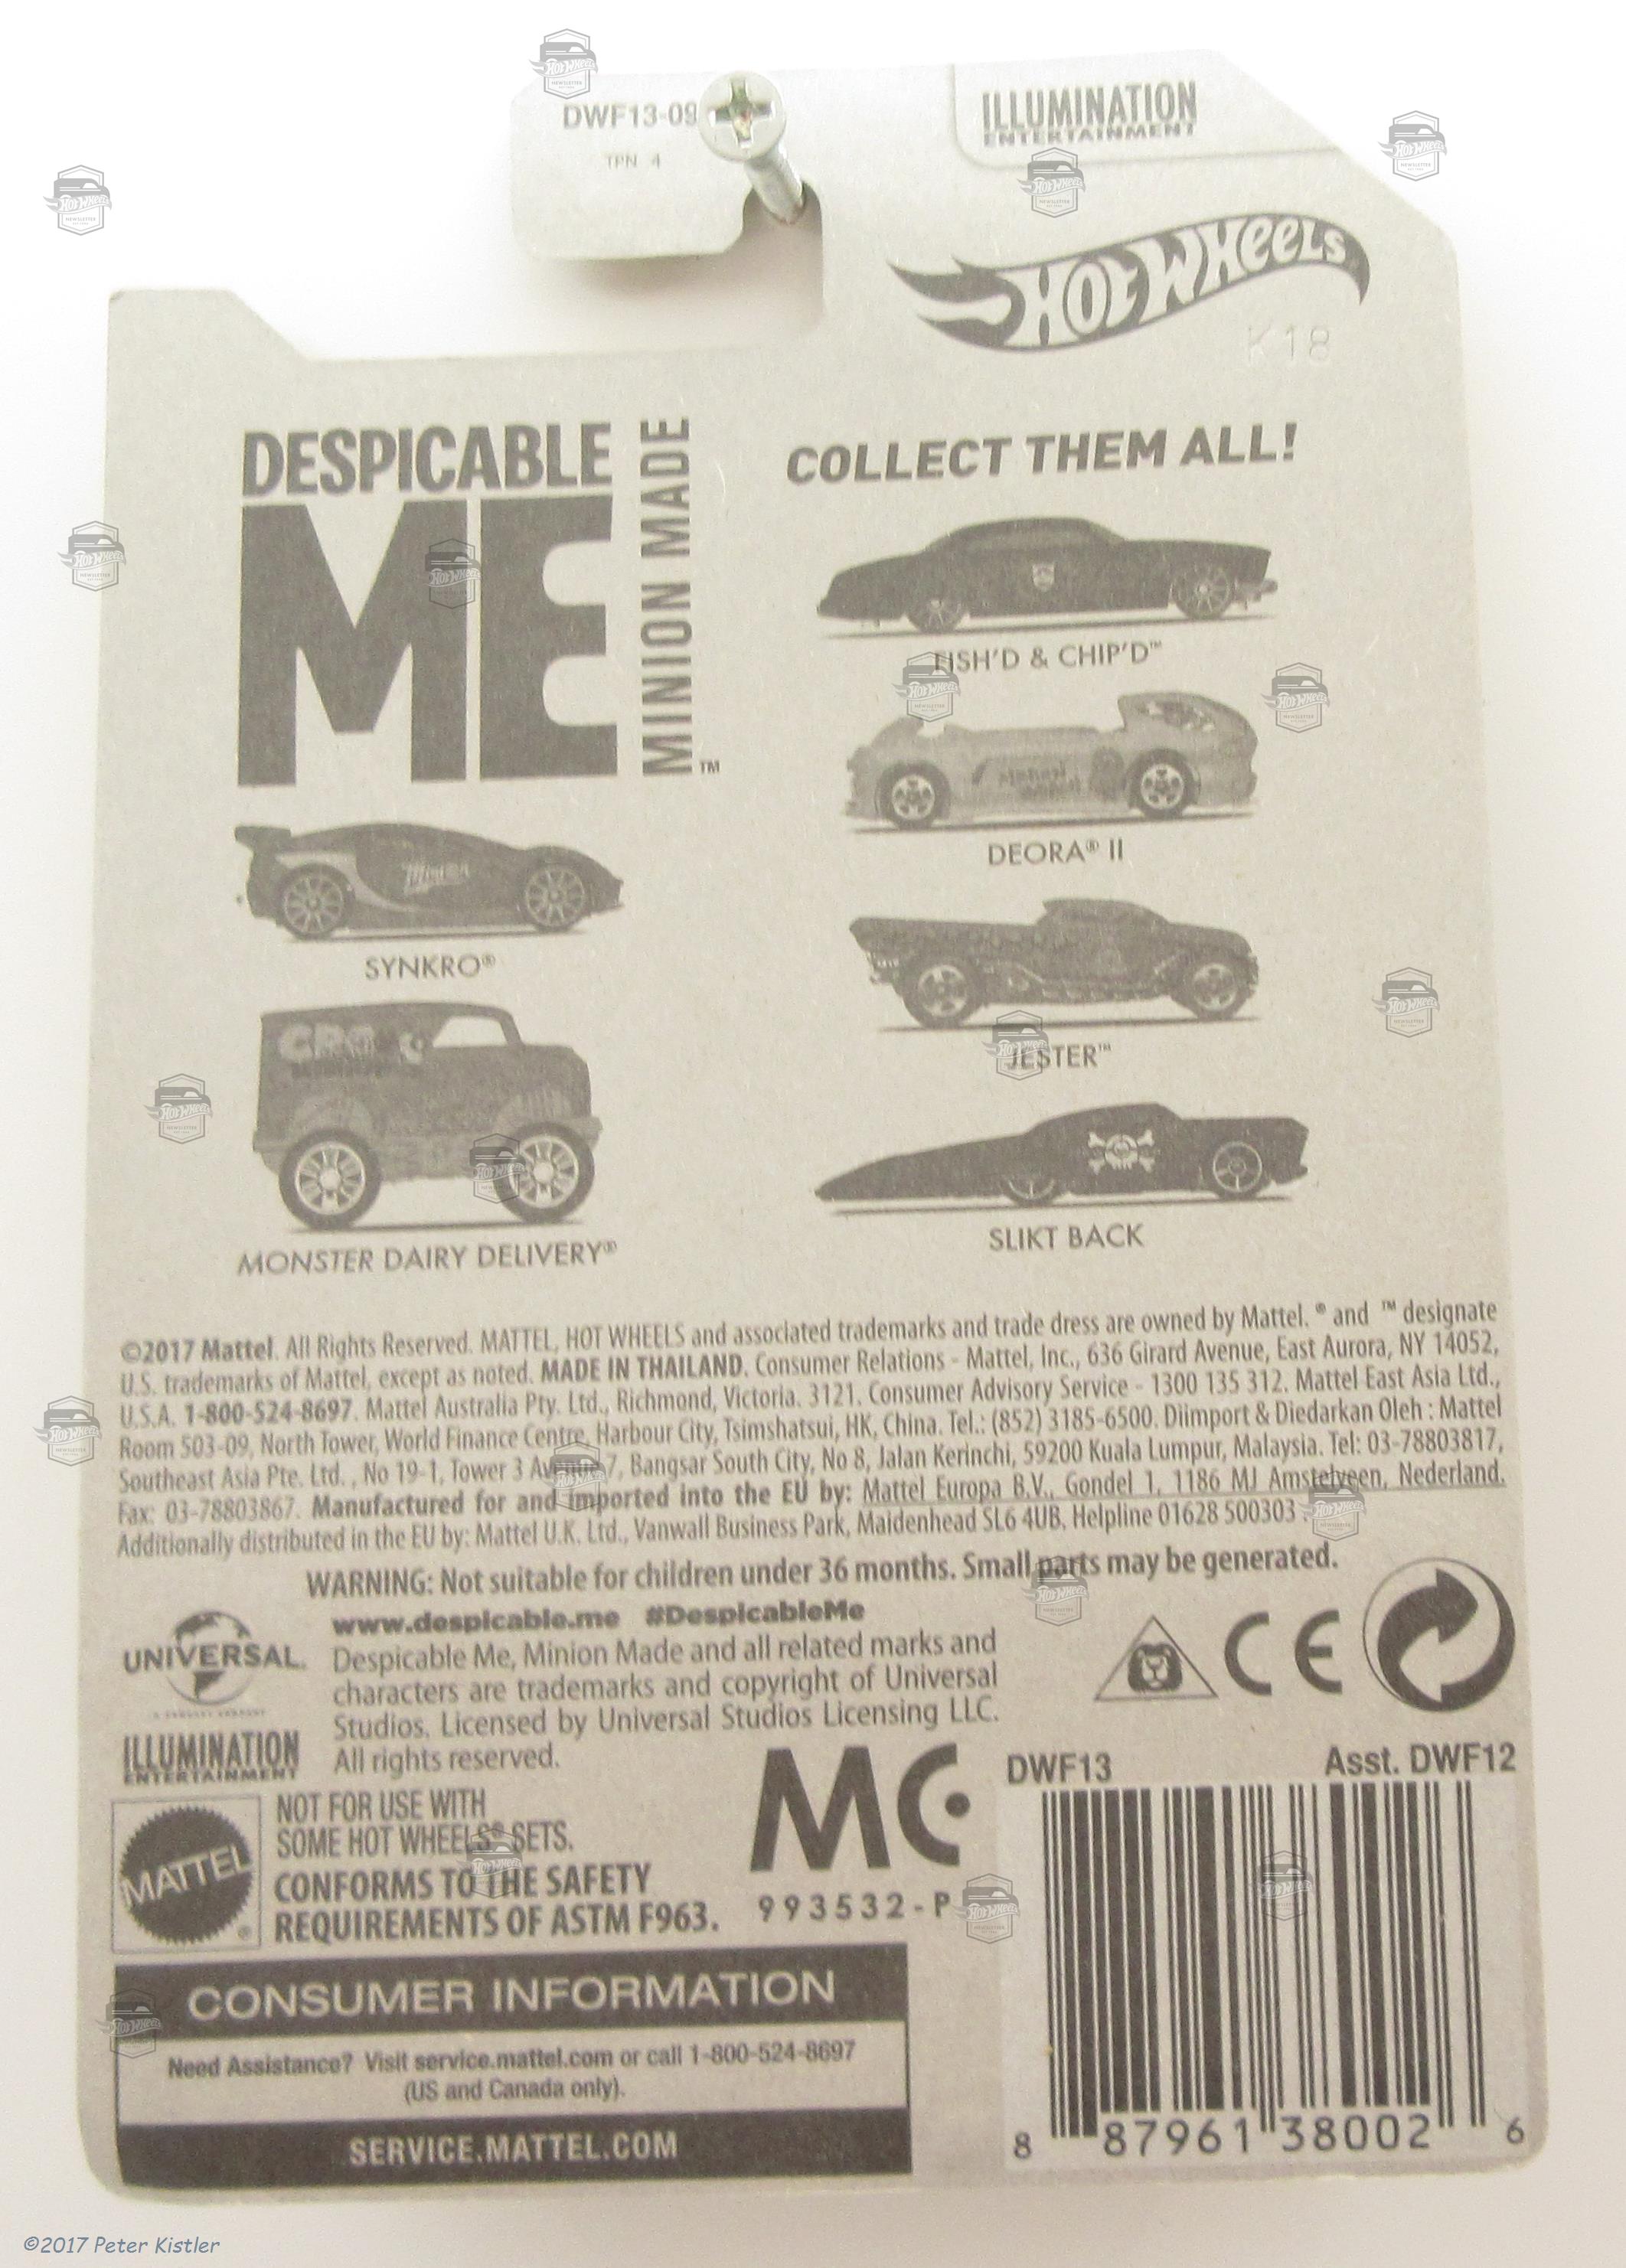 DWF13-09
TPN 4
ILLUMINATION
ENTERTAINMENT
HOT WHEELS
K18
DESPICABLE
ME
MINION MADE
™
COLLECT THEM ALL!
FISH'D & CHIP'D™
DEORA® II
SYNKRO®
JESTER™
MONSTER DAIRY DELIVERY®
SLIKT BACK
©2017 Mattel. All Rights Reserved. MATTEL, HOT WHEELS and associated trademarks and trade dress are owned by Mattel. ® and ™ designate
U.S. trademarks of Mattel, except as noted. MADE IN THAILAND. Consumer Relations - Mattel, Inc., 636 Girard Avenue, East Aurora, NY 14052,
U.S.A. 1-800-524-8697. Mattel Australia Pty. Ltd., Richmond, Victoria. 3121. Consumer Advisory Service - 1300 135 312. Mattel East Asia Ltd.,
Room 503-09, North Tower, World Finance Centre, Harbour City, Tsimshatsui, HK, China. Tel.: (852) 3185-6500. Diimport & Diedarkan Oleh : Mattel
Southeast Asia Pte. Ltd. , No 19-1, Tower 3 Avenue 7, Bangsar South City, No 8, Jalan Kerinchi, 59200 Kuala Lumpur, Malaysia. Tel: 03-78803817,
Fax: 03-78803867. Manufactured for and imported into the EU by: Mattel Europa B.V., Gondel 1, 1186 MJ Amstelveen, Nederland.
Additionally distributed in the EU by: Mattel U.K. Ltd., Vanwall Business Park, Maidenhead SL6 4UB, Helpline 01628 500303
WARNING: Not suitable for children under 36 months. Small parts may be generated.
www.despicable.me #DespicableMe
Despicable Me, Minion Made and all related marks and
characters are trademarks and copyright of Universal
Studios. Licensed by Universal Studios Licensing LLC.
All rights reserved.
UNIVERSAL
ILLUMINATION
ENTERTAINMENT
CE
MATTEL
®
NOT FOR USE WITH
SOME HOT WHEELS® SETS.
CONFORMS TO THE SAFETY
REQUIREMENTS OF ASTM F963.
MC
993532-P
DWF13
Asst. DWF12
8 87961 38002 6
CONSUMER INFORMATION
Need Assistance? Visit service.mattel.com or call 1-800-524-8697
(US and Canada only).
SERVICE.MATTEL.COM
©2017 Peter Kistler